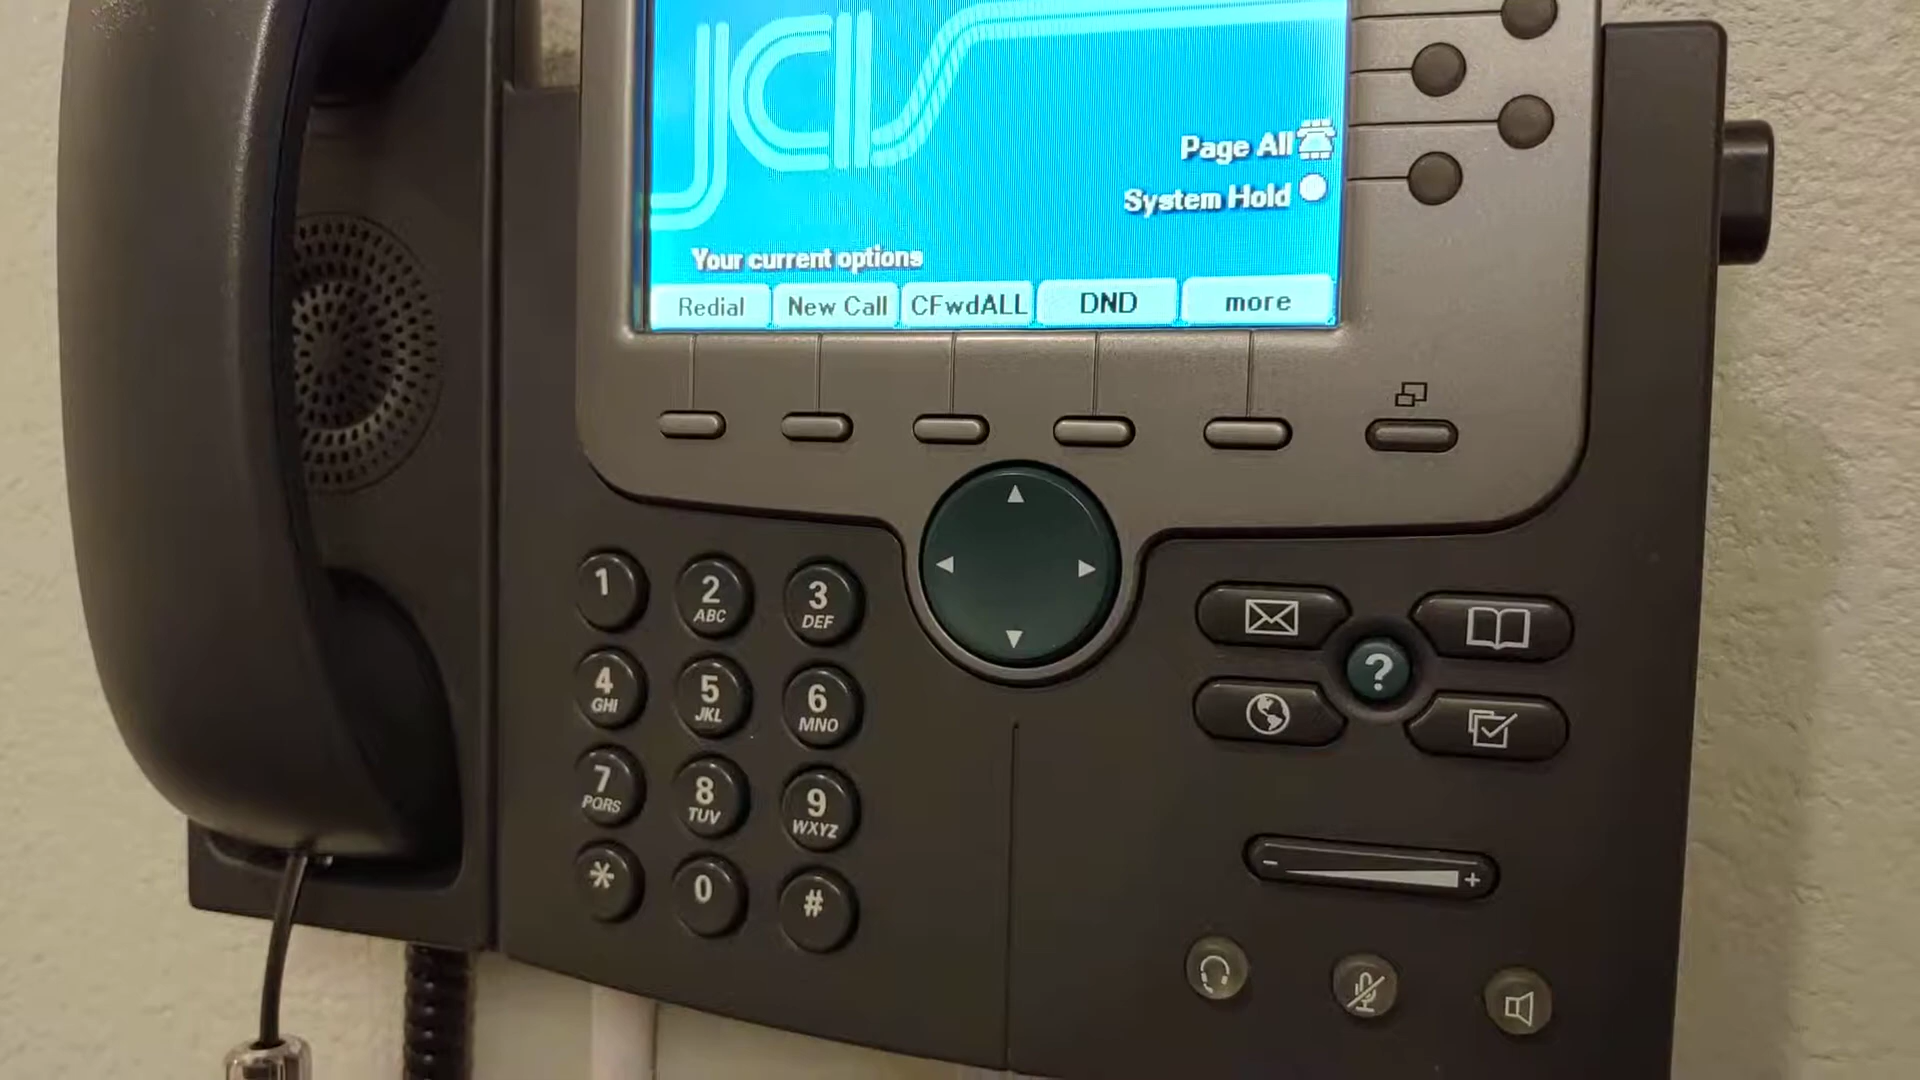 JCI
Page All
System Hold
Your current options
Redial New Call CFwdALL DND more
1 2 ABC 3 DEF
4 GHI 5 JKL 6 MNO
7 PQRS 8 TUV 9 WXYZ
* 0 #
?
- +